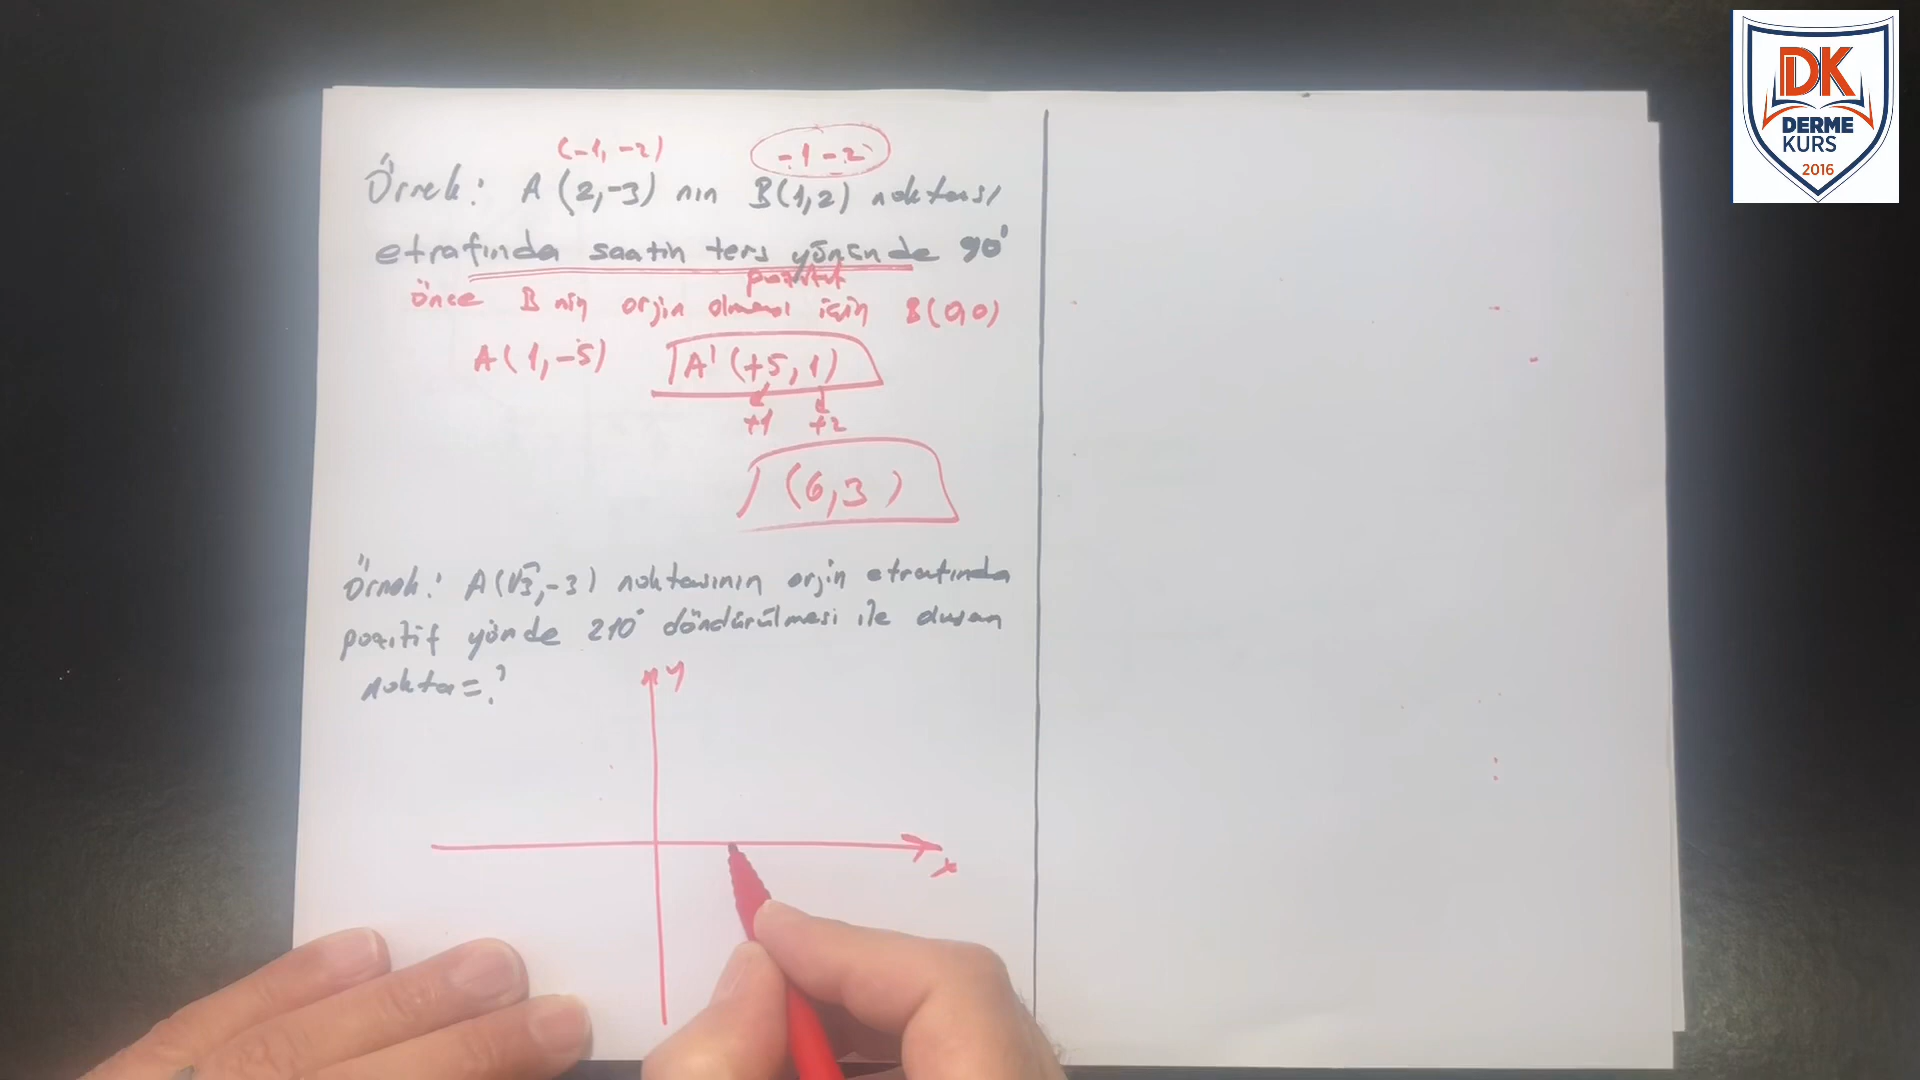 (-1, -2) -1 -2
Örnek: A (2,-3) nın B(1,2) noktası
etrafında saatin ters yönünde 90°
pozitif
önce B nin orjin olması için B(0,0)
A(1,-5) A'(+5,1)
+1 +2
(6,3)
Örnek: A(√3,-3) noktasının orjin etrafında
pozitif yönde 210° döndürülmesi ile oluşan
nokta=?
y
x
DK
DERME
KURS
2016